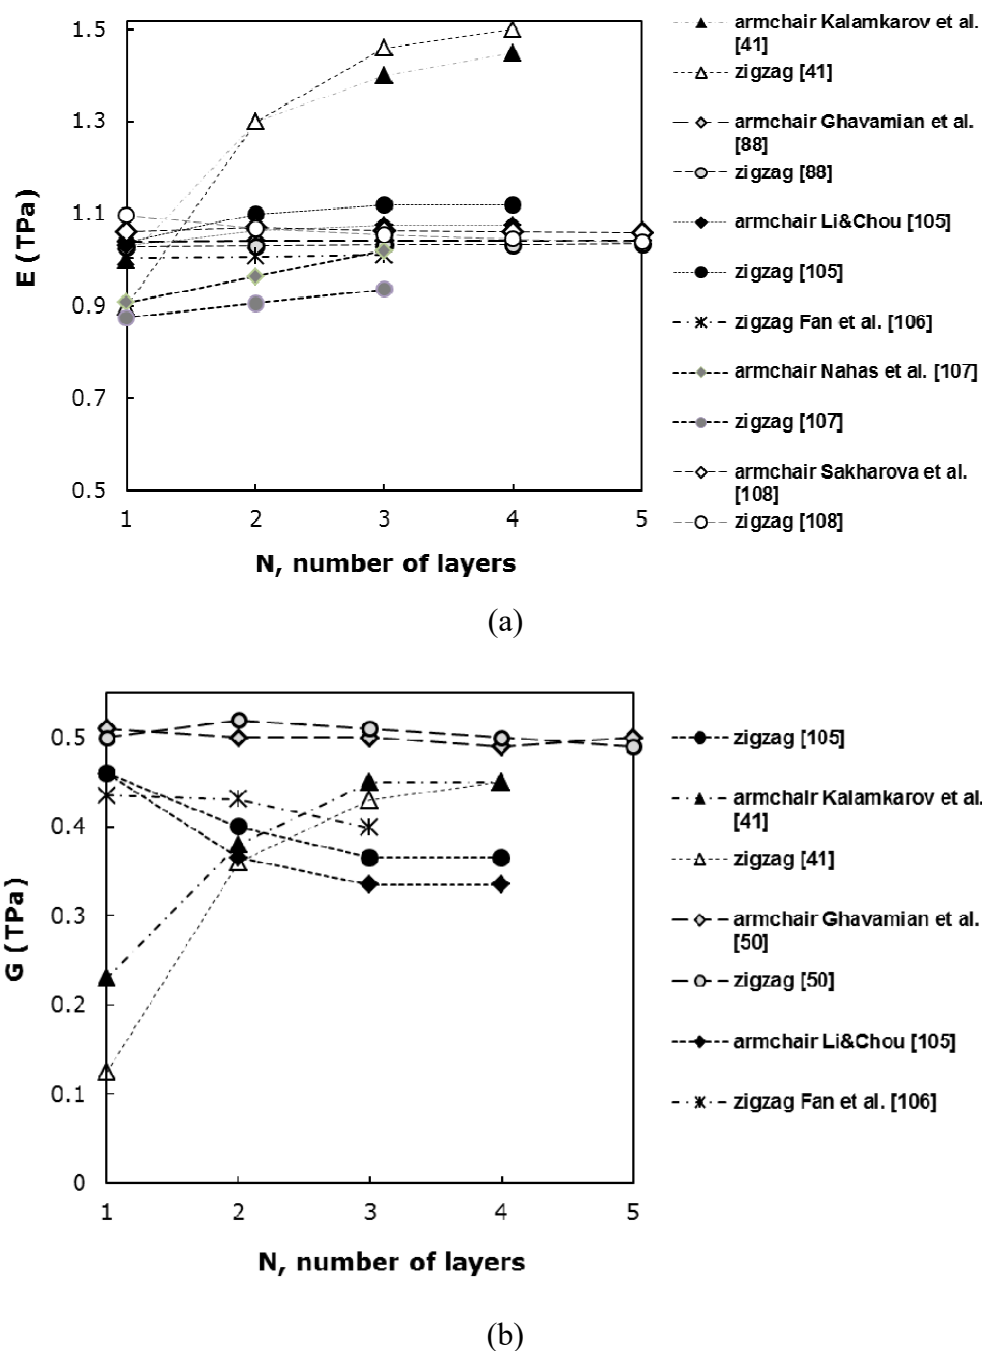 1.5
1.3
1.1
0.9
0.7
0.5
E (TPa)
1 2 3 4 5
N, number of layers
armchair Kalamkarov et al.
[41]
zigzag [41]
armchair Ghavamian et al.
[88]
zigzag [88]
armchair Li&Chou [105]
zigzag [105]
zigzag Fan et al. [106]
armchair Nahas et al. [107]
zigzag [107]
armchair Sakharova et al.
[108]
zigzag [108]
(a)
0.5
0.4
0.3
0.2
0.1
0
G (TPa)
1 2 3 4 5
N, number of layers
zigzag [105]
armchair Kalamkarov et al.
[41]
zigzag [41]
armchair Ghavamian et al.
[50]
zigzag [50]
armchair Li&Chou [105]
zigzag Fan et al. [106]
(b)